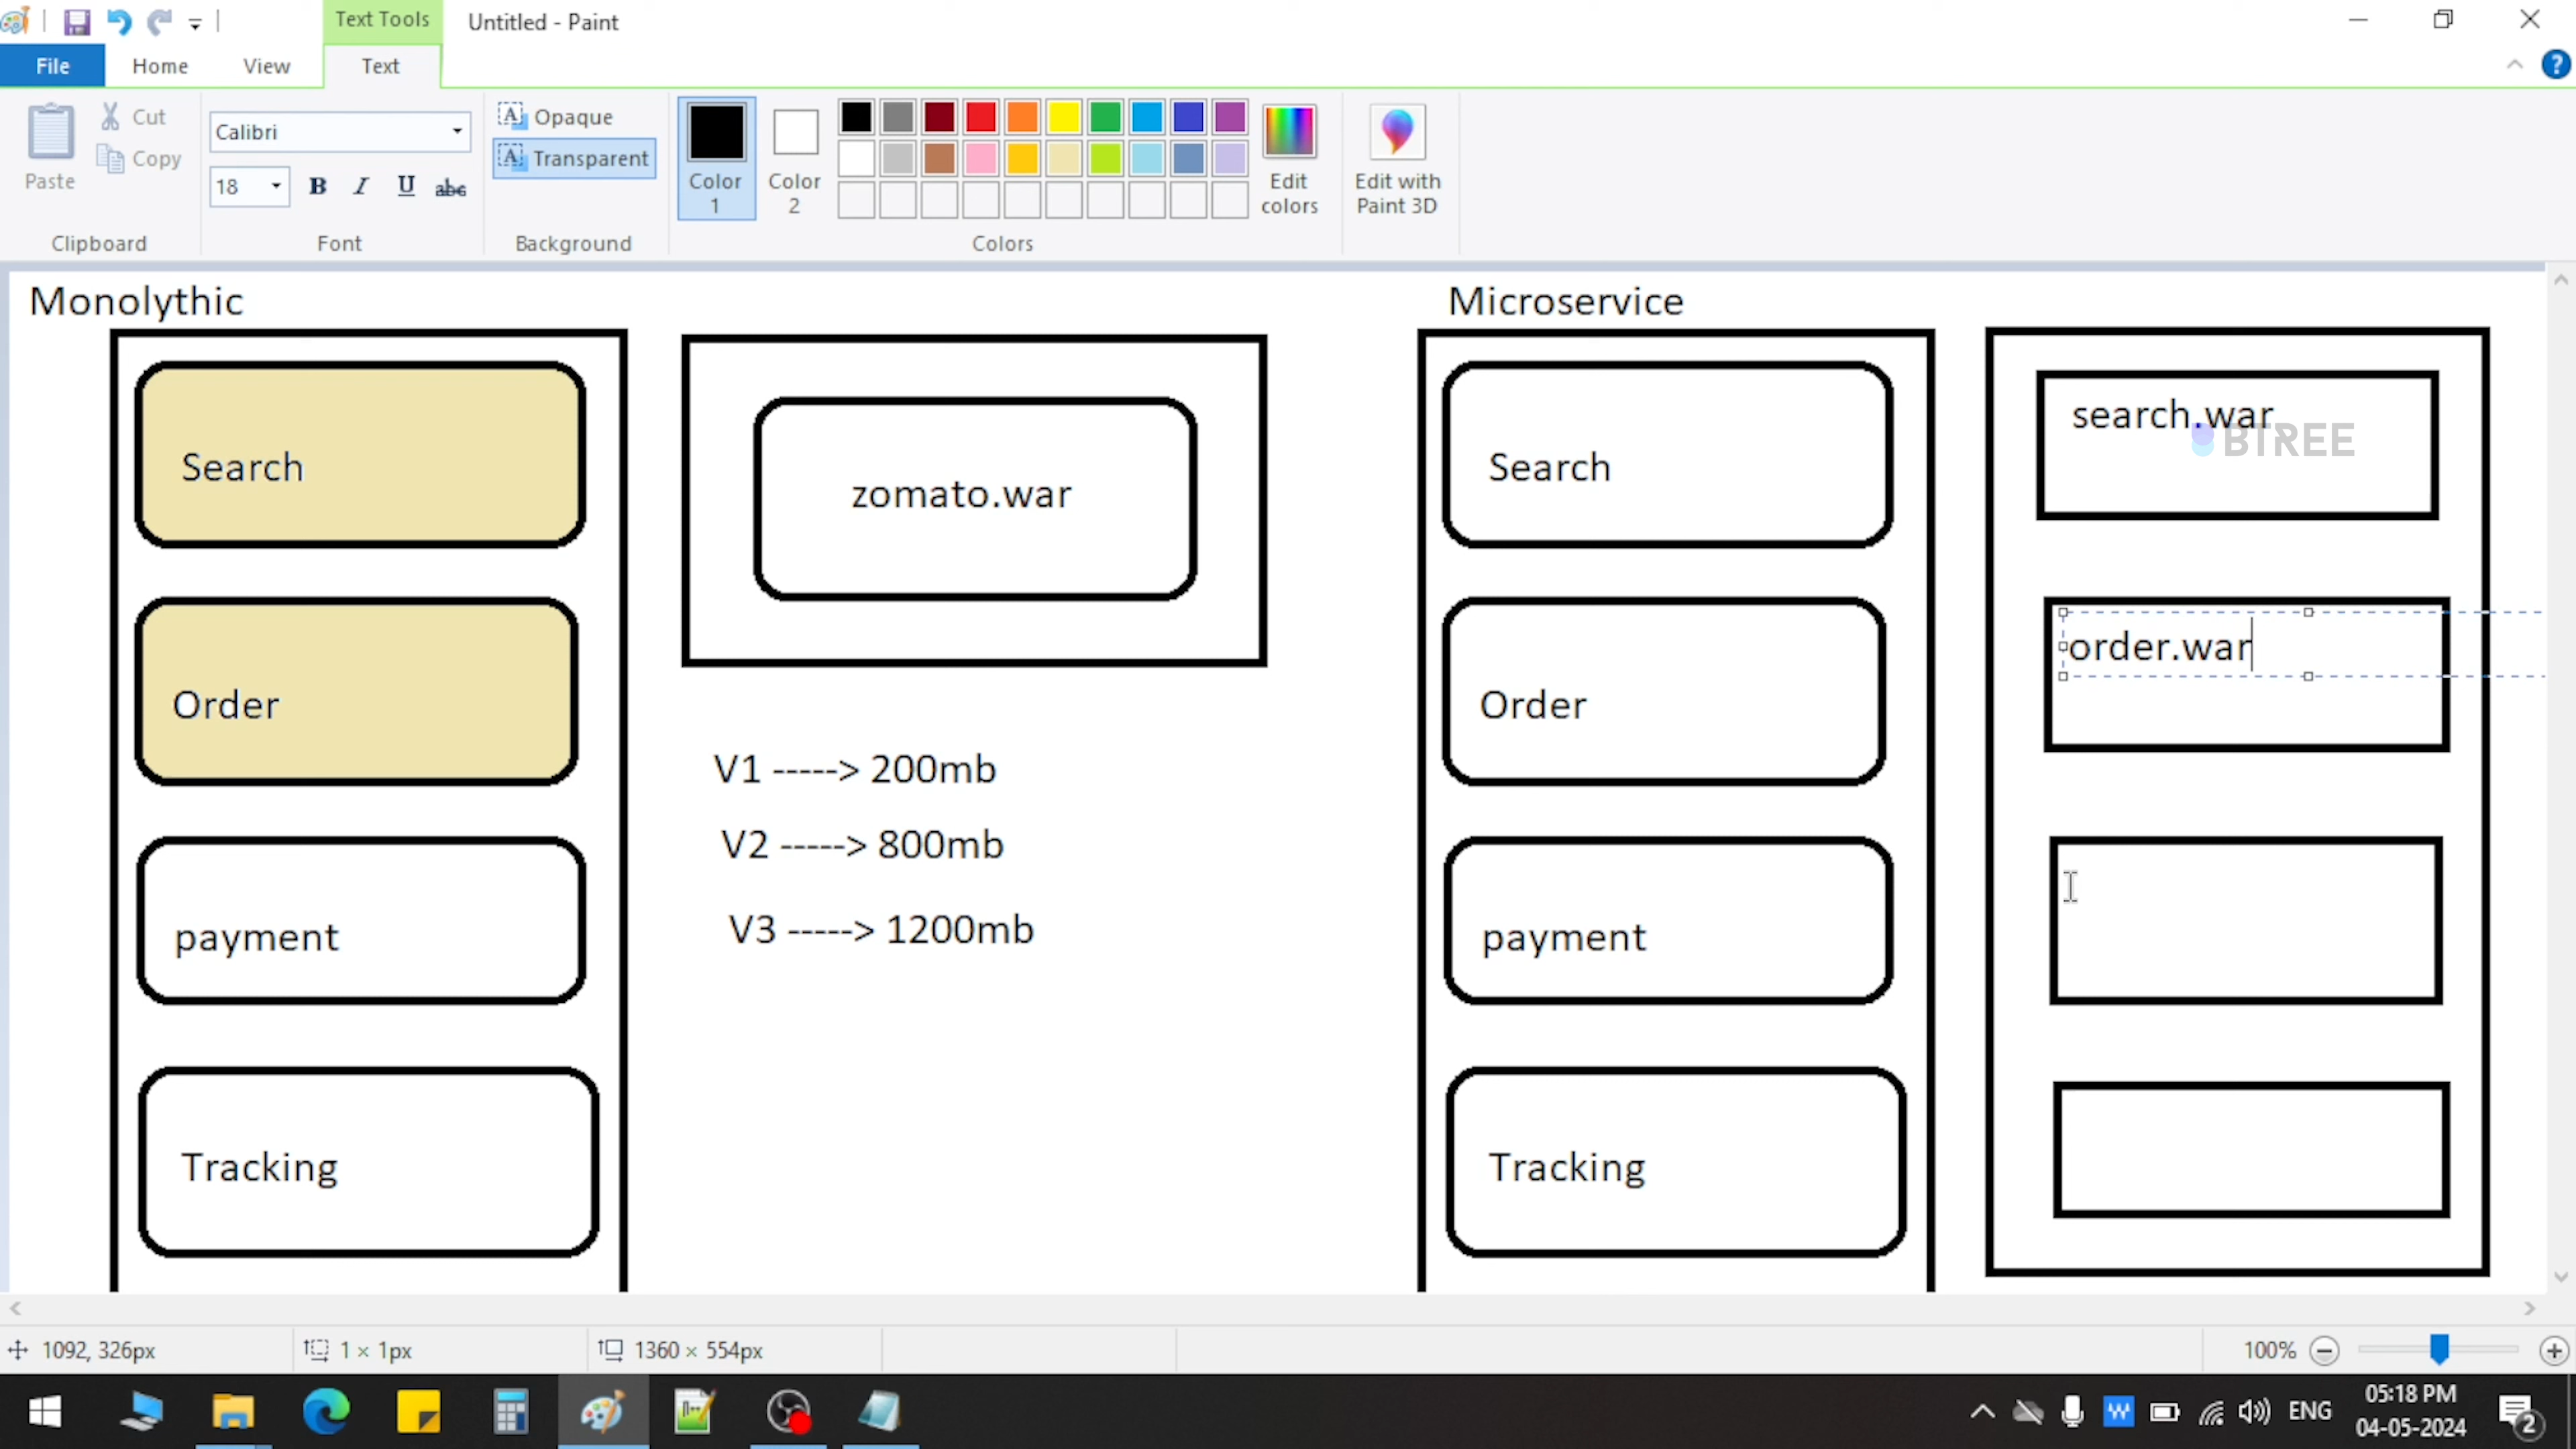 Text Tools
Untitled - Paint
File
Home
View
Text
Paste
Cut
Copy
Clipboard
Calibri
18
B I U abc
Font
A Opaque
A Transparent
Background
Color 1
Color 2
Edit colors
Colors
Edit with Paint 3D
Monolythic
Search
Order
payment
Tracking
zomato.war
V1 -----> 200mb
V2 -----> 800mb
V3 -----> 1200mb
Microservice
Search
Order
payment
Tracking
search.war
BTREE
order.war
1092, 326px
1 × 1px
1360 × 554px
100%
ENG
05:18 PM
04-05-2024
2